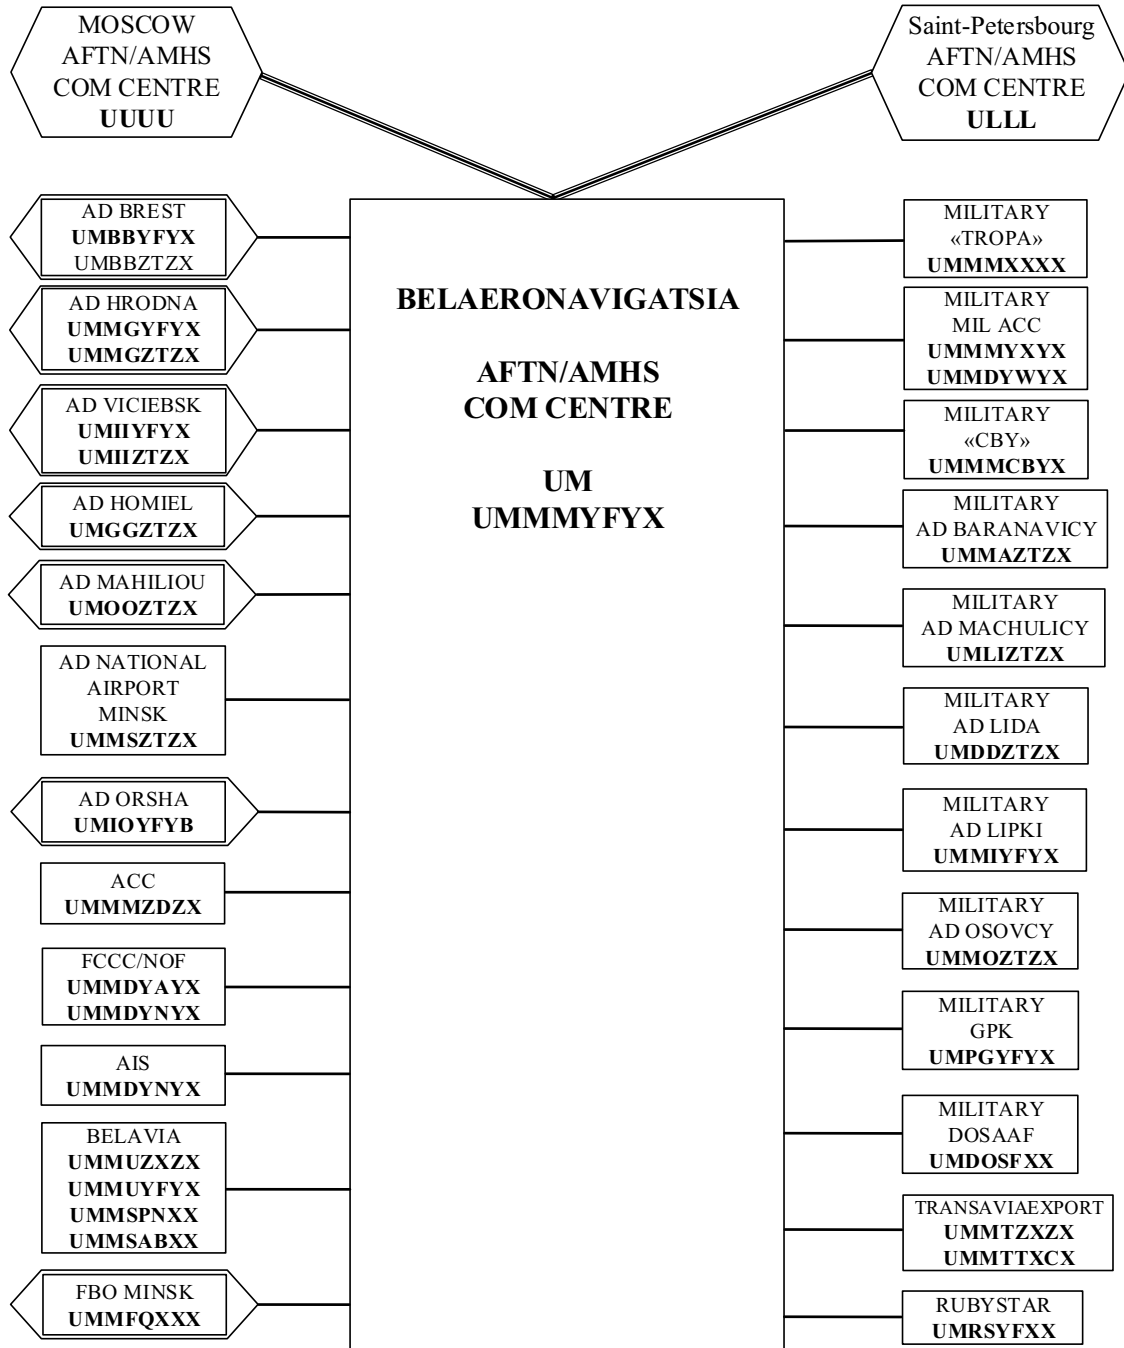 MOSCOW
AFTN/AMHS
COM CENTRE
UUUU
Saint-Petersbourg
AFTN/AMHS
COM CENTRE
ULLL
AD BREST
UMBBYFYX
UMBBZTZX
AD HRODNA
UMMGYFYX
UMMGZTZX
AD VICIEBSK
UMIIYFYX
UMIIZTZX
AD HOMIEL
UMGGZTZX
AD MAHILIOU
UMOOZTZX
AD NATIONAL
AIRPORT
MINSK
UMMSZTZX
AD ORSHA
UMIOYFYB
ACC
UMMMZDZX
FCCC/NOF
UMMDYAYX
UMMDYNYX
AIS
UMMDYNYX
BELAVIA
UMMUZXZX
UMMUYFYX
UMMSPNXX
UMMSABXX
FBO MINSK
UMMFQXXX
BELAERONAVIGATSIA
AFTN/AMHS
COM CENTRE
UM
UMMMYFYX
MILITARY
«TROPA»
UMMMXXXX
MILITARY
MIL ACC
UMMMYXYX
UMMDYWYX
MILITARY
«CBY»
UMMMCBYX
MILITARY
AD BARANAVICY
UMMAZTZX
MILITARY
AD MACHULICY
UMLIZTZX
MILITARY
AD LIDA
UMDDZTZX
MILITARY
AD LIPKI
UMMIYFYX
MILITARY
AD OSOVCY
UMMOZTZX
MILITARY
GPK
UMPGYFYX
MILITARY
DOSAAF
UMDOSFXX
TRANSAVIAEXPORT
UMMTZXZX
UMMTTXCX
RUBYSTAR
UMRSYFXX